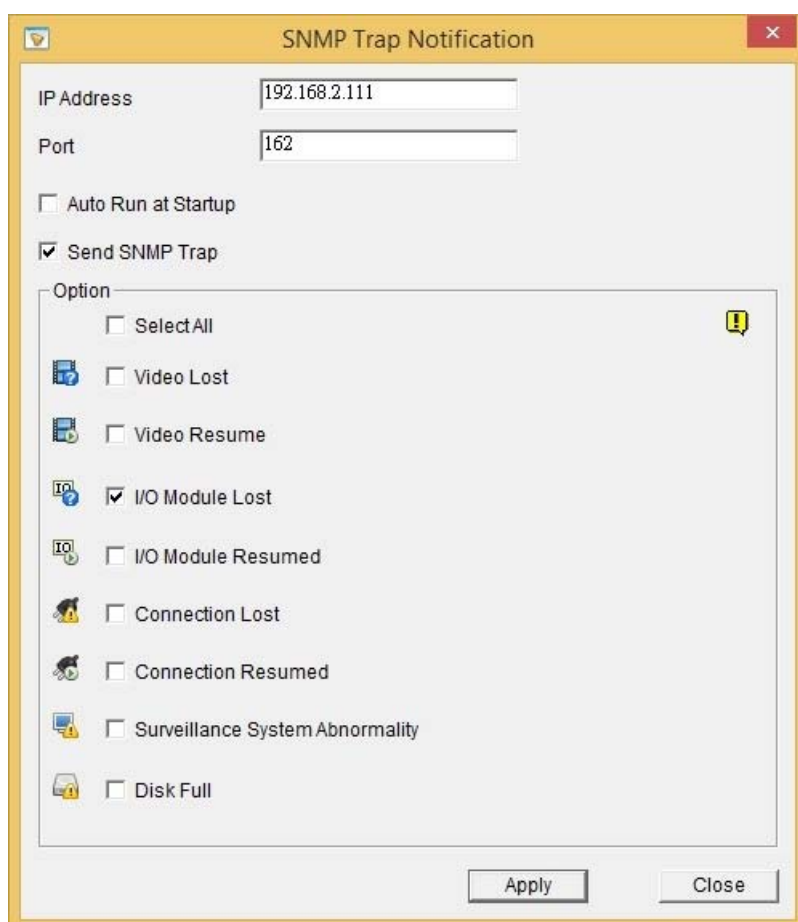 SNMP Trap Notification
IP Address 192.168.2.111
Port 162
Auto Run at Startup
Send SNMP Trap
Option
Select All
Video Lost
Video Resume
I/O Module Lost
I/O Module Resumed
Connection Lost
Connection Resumed
Surveillance System Abnormality
Disk Full
Apply Close